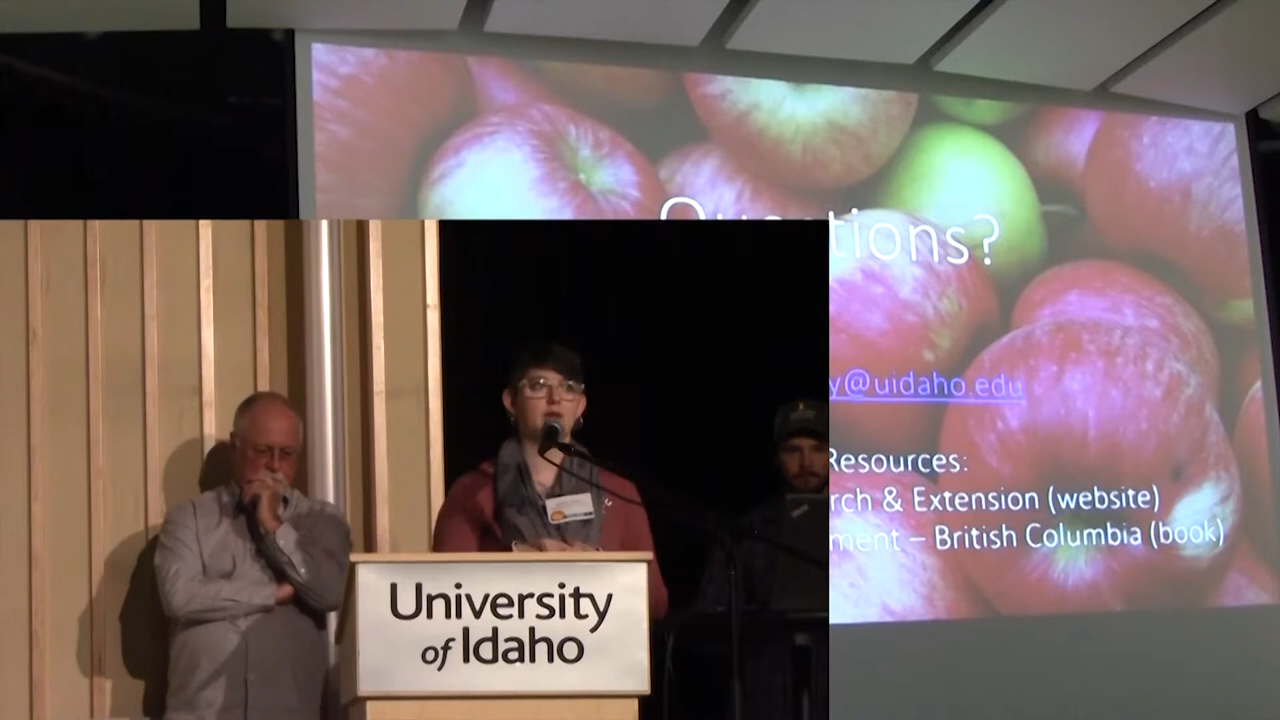 tions?
y@uidaho.edu
Resources:
rch & Extension (website)
ment – British Columbia (book)
University
of Idaho